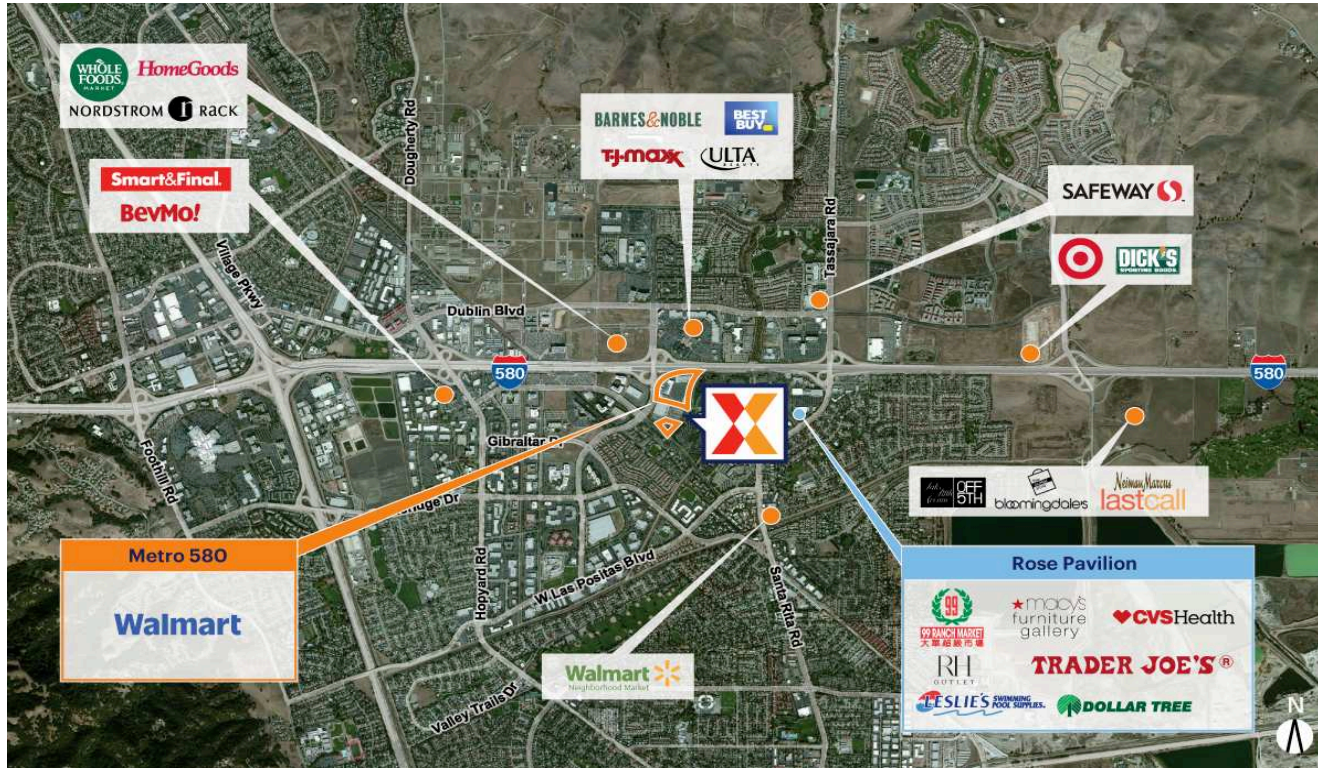 WHOLE
FOODS
MARKET
HomeGoods
NORDSTROM r RACK
Smart&Final.
BevMo!
BARNES&NOBLE
BEST
BUY
T•J•maxx
ULTA
BEAUTY
SAFEWAY
DICK'S
SPORTING GOODS
Dougherty Rd
Village Pkwy
Tassajara Rd
Dublin Blvd
580
580
Gibraltar Dr
Foothill Rd
Hopyard Rd
W Las Positas Blvd
Santa Rita Rd
Valley Trails Dr
OFF
5TH
bloomingdale's
Neiman Marcus
lastcall
Metro 580
Walmart
Walmart
Neighborhood Market
Rose Pavilion
99
99 RANCH MARKET
大華超級市場
macy's
furniture
gallery
CVSHealth
RH
OUTLET
TRADER JOE'S®
LESLIE'S SWIMMING
POOL SUPPLIES.
DOLLAR TREE
N